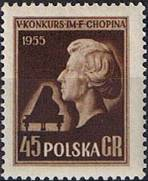 V·KONKURS·IM·F·CHOPINA
1955
45 POLSKA GR